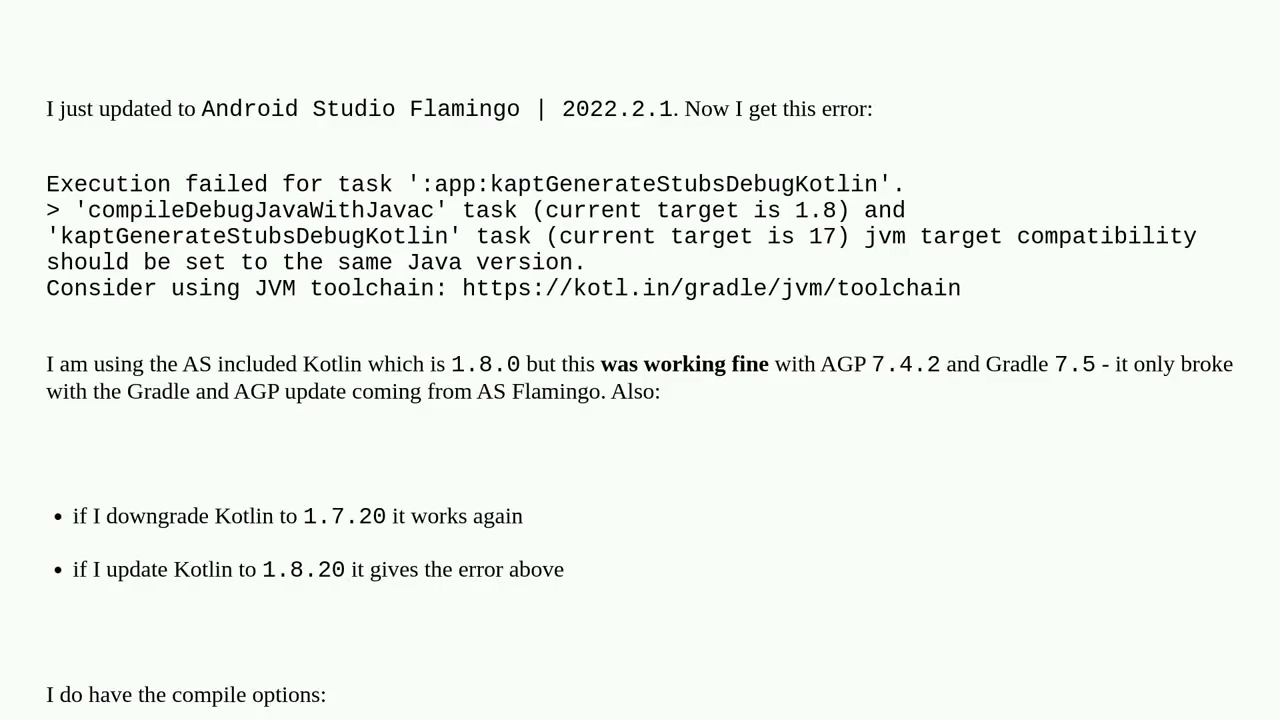 I just updated to Android Studio Flamingo | 2022.2.1. Now I get this error:
Execution failed for task ':app:kaptGenerateStubsDebugKotlin'.
> 'compileDebugJavaWithJavac' task (current target is 1.8) and
'kaptGenerateStubsDebugKotlin' task (current target is 17) jvm target compatibility
should be set to the same Java version.
Consider using JVM toolchain: https://kotl.in/gradle/jvm/toolchain
I am using the AS included Kotlin which is 1.8.0 but this was working fine with AGP 7.4.2 and Gradle 7.5 - it only broke
with the Gradle and AGP update coming from AS Flamingo. Also:
• if I downgrade Kotlin to 1.7.20 it works again
• if I update Kotlin to 1.8.20 it gives the error above
I do have the compile options: